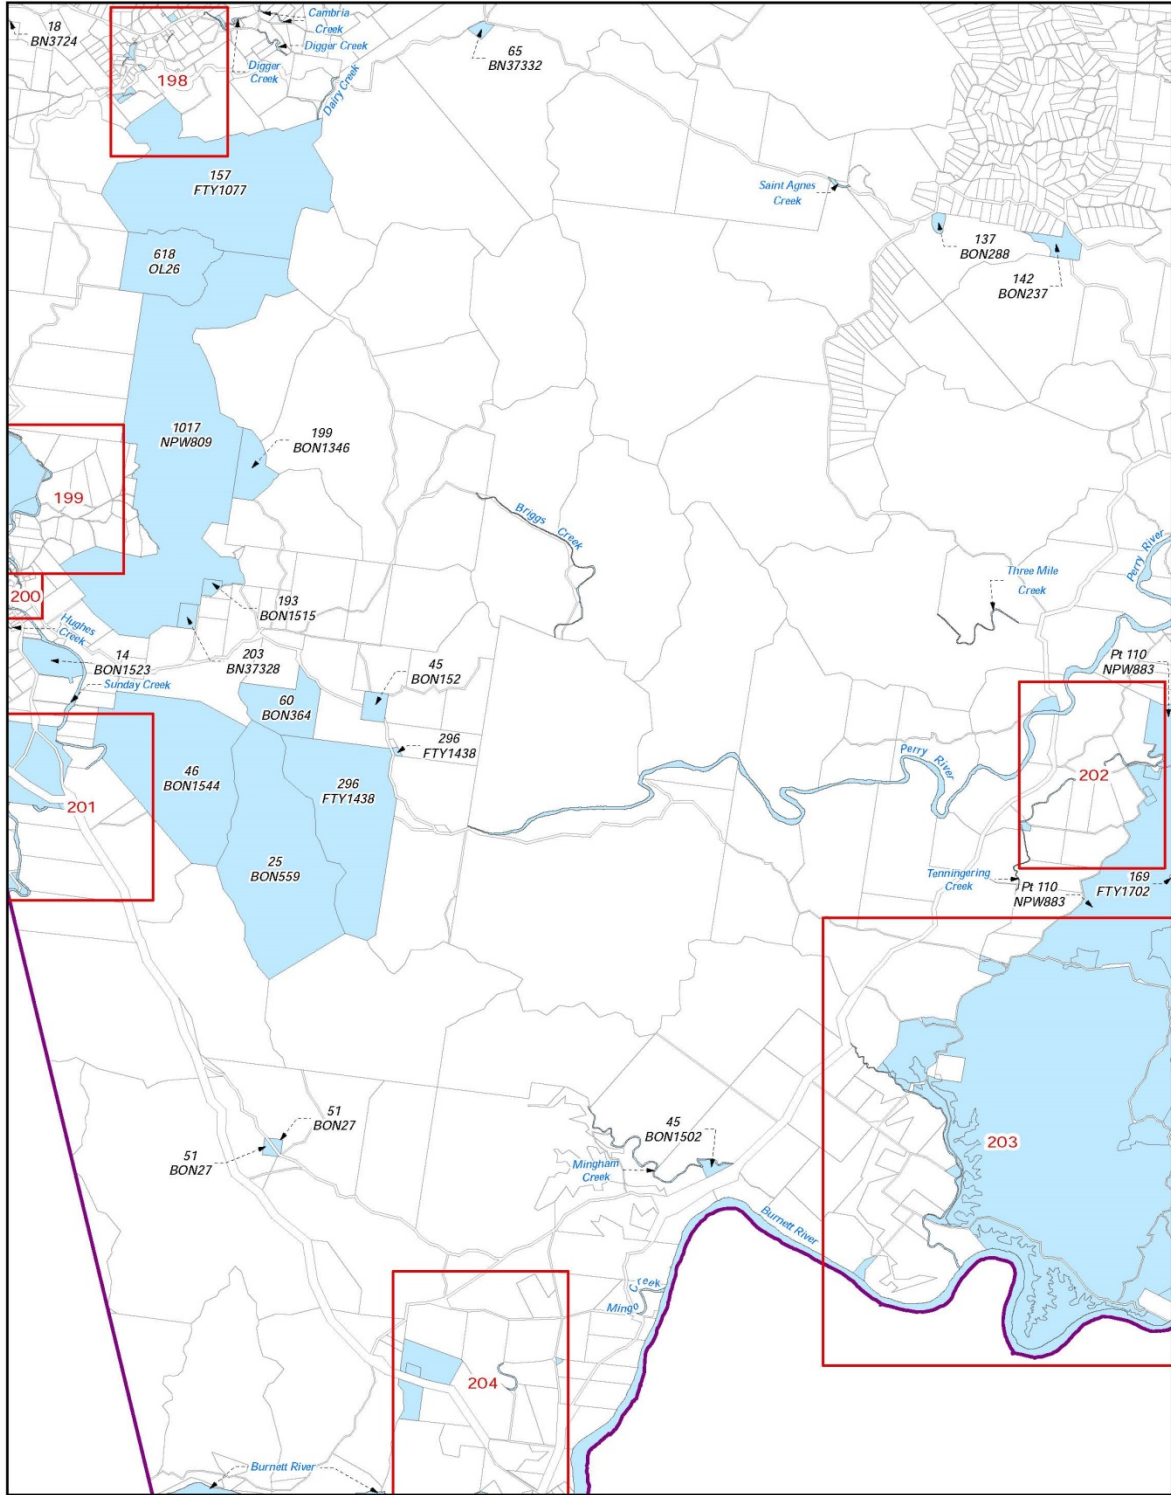 18
BN3724
Cambria
Creek
Digger Creek
Digger
Creek
Dairy Creek
65
BN37332
198
157
FTY1077
Saint Agnes
Creek
137
BON288
142
BON237
618
OL26
1017
NPW809
199
BON1346
199
Briggs Creek
Perry River
Three Mile
Creek
200
193
BON1515
Hughes
Creek
203
BN37328
14
BON1523
Sunday Creek
45
BON152
Pt 110
NPW883
60
BON364
296
FTY1438
46
BON1544
296
FTY1438
Perry River
202
201
25
BON559
Tenningering
Creek
Pt 110
NPW883
169
FTY1702
51
BON27
51
BON27
45
BON1502
203
Mingham
Creek
Burnett River
Mingo Creek
204
Burnett River